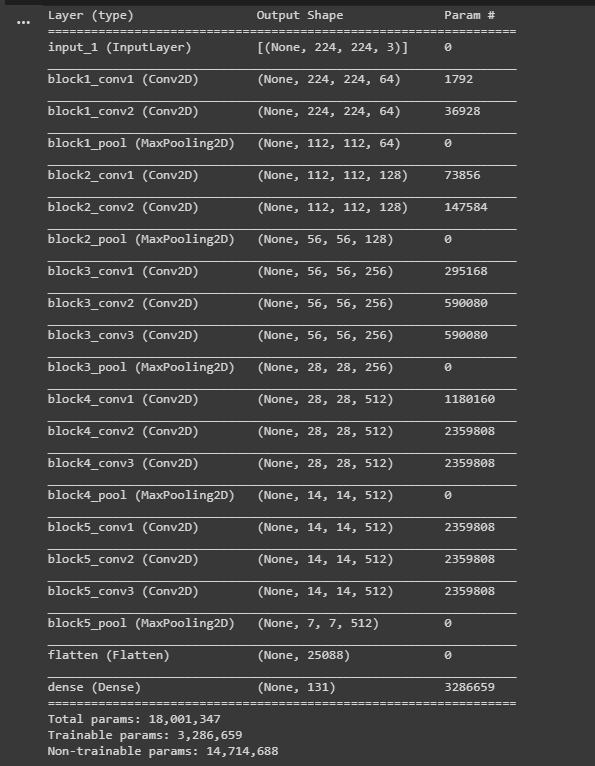 Layer (type) Output Shape Param #
=================================================================
input_1 (InputLayer) [(None, 224, 224, 3)] 0
block1_conv1 (Conv2D) (None, 224, 224, 64) 1792
block1_conv2 (Conv2D) (None, 224, 224, 64) 36928
block1_pool (MaxPooling2D) (None, 112, 112, 64) 0
block2_conv1 (Conv2D) (None, 112, 112, 128) 73856
block2_conv2 (Conv2D) (None, 112, 112, 128) 147584
block2_pool (MaxPooling2D) (None, 56, 56, 128) 0
block3_conv1 (Conv2D) (None, 56, 56, 256) 295168
block3_conv2 (Conv2D) (None, 56, 56, 256) 590080
block3_conv3 (Conv2D) (None, 56, 56, 256) 590080
block3_pool (MaxPooling2D) (None, 28, 28, 256) 0
block4_conv1 (Conv2D) (None, 28, 28, 512) 1180160
block4_conv2 (Conv2D) (None, 28, 28, 512) 2359808
block4_conv3 (Conv2D) (None, 28, 28, 512) 2359808
block4_pool (MaxPooling2D) (None, 14, 14, 512) 0
block5_conv1 (Conv2D) (None, 14, 14, 512) 2359808
block5_conv2 (Conv2D) (None, 14, 14, 512) 2359808
block5_conv3 (Conv2D) (None, 14, 14, 512) 2359808
block5_pool (MaxPooling2D) (None, 7, 7, 512) 0
flatten (Flatten) (None, 25088) 0
dense (Dense) (None, 131) 3286659
=================================================================
Total params: 18,001,347
Trainable params: 3,286,659
Non-trainable params: 14,714,688